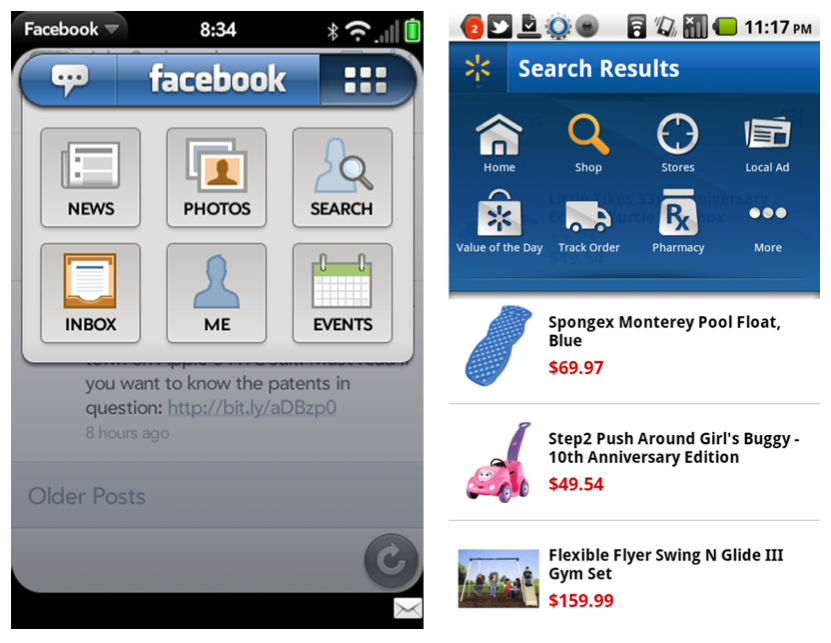 Facebook
8:34
facebook
NEWS
PHOTOS
SEARCH
INBOX
ME
EVENTS
you want to know the patents in
question: http://bit.ly/aDBzp0
8 hours ago
Older Posts
2
11:17 PM
Search Results
Home
Shop
Stores
Local Ad
Value of the Day
Track Order
Rx
Pharmacy
More
Spongex Monterey Pool Float,
Blue
$69.97
Step2 Push Around Girl's Buggy -
10th Anniversary Edition
$49.54
Flexible Flyer Swing N Glide III
Gym Set
$159.99